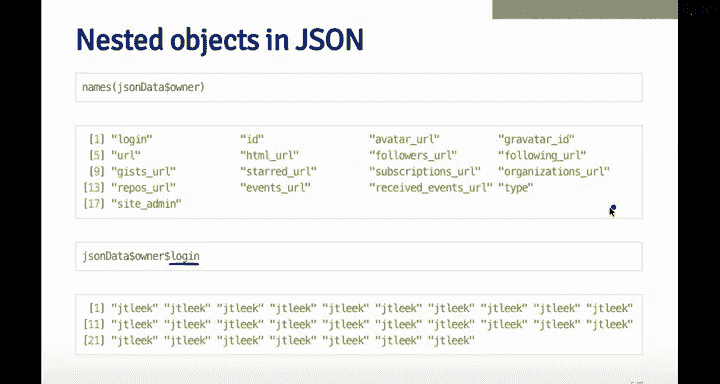 Nested objects in JSON
names(jsonData$owner)
[1] "login" "id" "avatar_url" "gravatar_id"
[5] "url" "html_url" "followers_url" "following_url"
[9] "gists_url" "starred_url" "subscriptions_url" "organizations_url"
[13] "repos_url" "events_url" "received_events_url" "type"
[17] "site_admin"
jsonData$owner$login
[1] "jtleek" "jtleek" "jtleek" "jtleek" "jtleek" "jtleek" "jtleek" "jtleek" "jtleek" "jtleek"
[11] "jtleek" "jtleek" "jtleek" "jtleek" "jtleek" "jtleek" "jtleek" "jtleek" "jtleek" "jtleek"
[21] "jtleek" "jtleek" "jtleek" "jtleek" "jtleek" "jtleek" "jtleek"